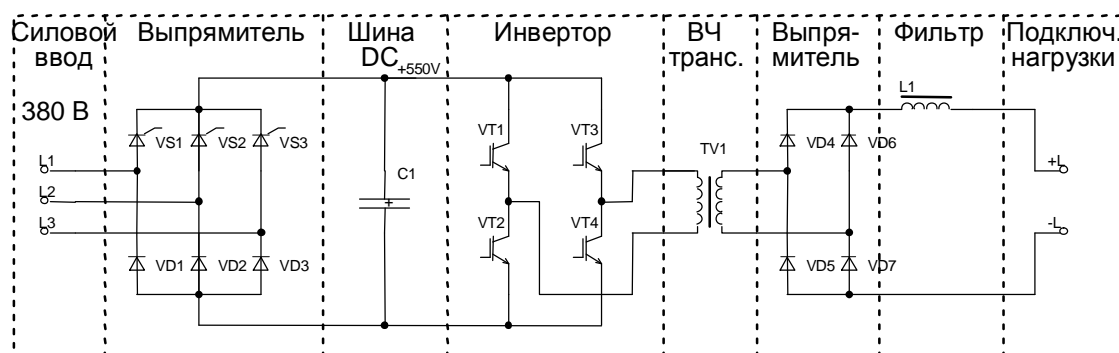 Силовой
ввод
Выпрямитель
Шина
DC
Инвертор
ВЧ
транс.
Выпря-
митель
Фильтр
Подключ.
нагрузки
+550V
380 В
L1
L2
L3
VS1
VS2
VS3
VD1
VD2
VD3
C1
+
VT1
VT3
VT2
VT4
TV1
VD4
VD6
VD5
VD7
L1
+L
-L